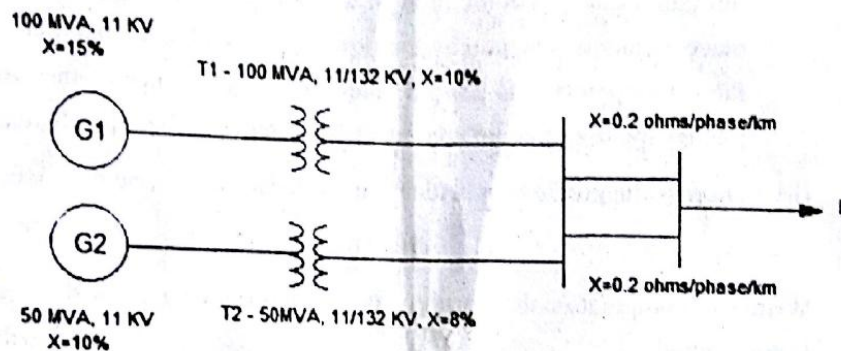 100 MVA, 11 KV
X=15%
T1 - 100 MVA, 11/132 KV, X=10%
G1
X=0.2 ohms/phase/km
G2
X=0.2 ohms/phase/km
50 MVA, 11 KV
X=10%
T2 - 50MVA, 11/132 KV, X=8%